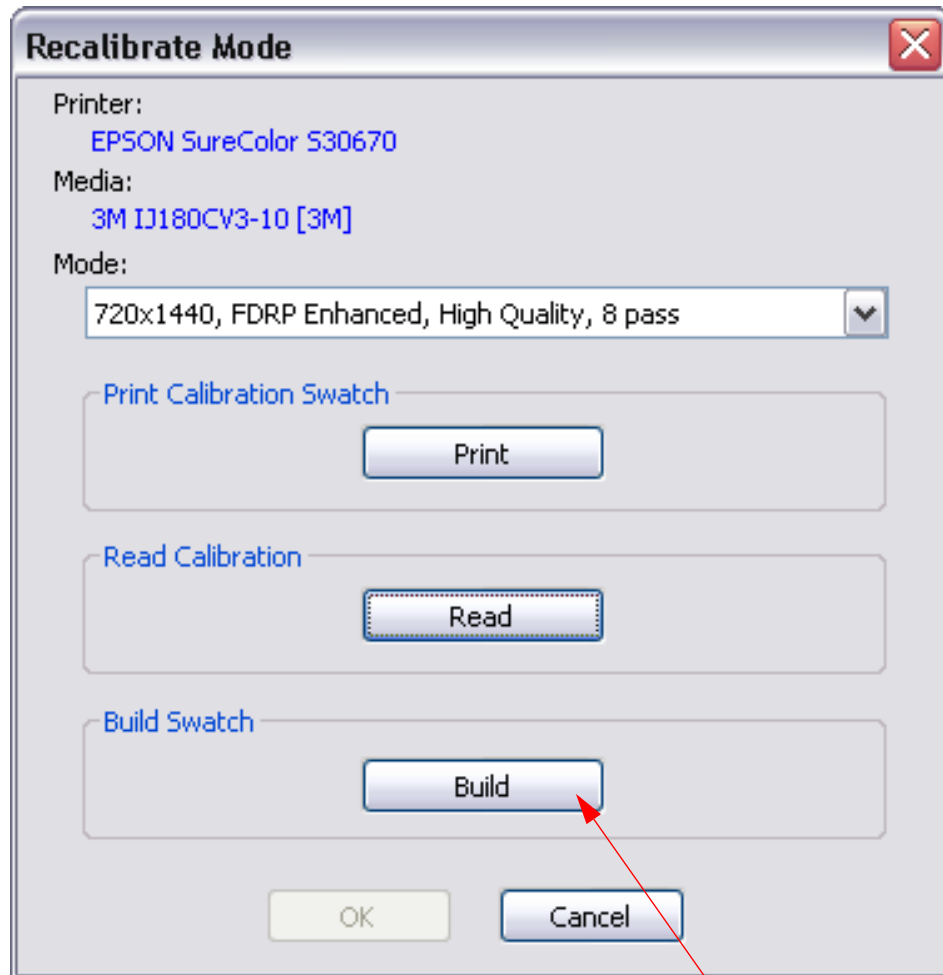 Recalibrate Mode
Printer:
EPSON SureColor S30670
Media:
3M IJ180CV3-10 [3M]
Mode:
720x1440, FDRP Enhanced, High Quality, 8 pass
Print Calibration Swatch
Print
Read Calibration
Read
Build Swatch
Build
OK
Cancel